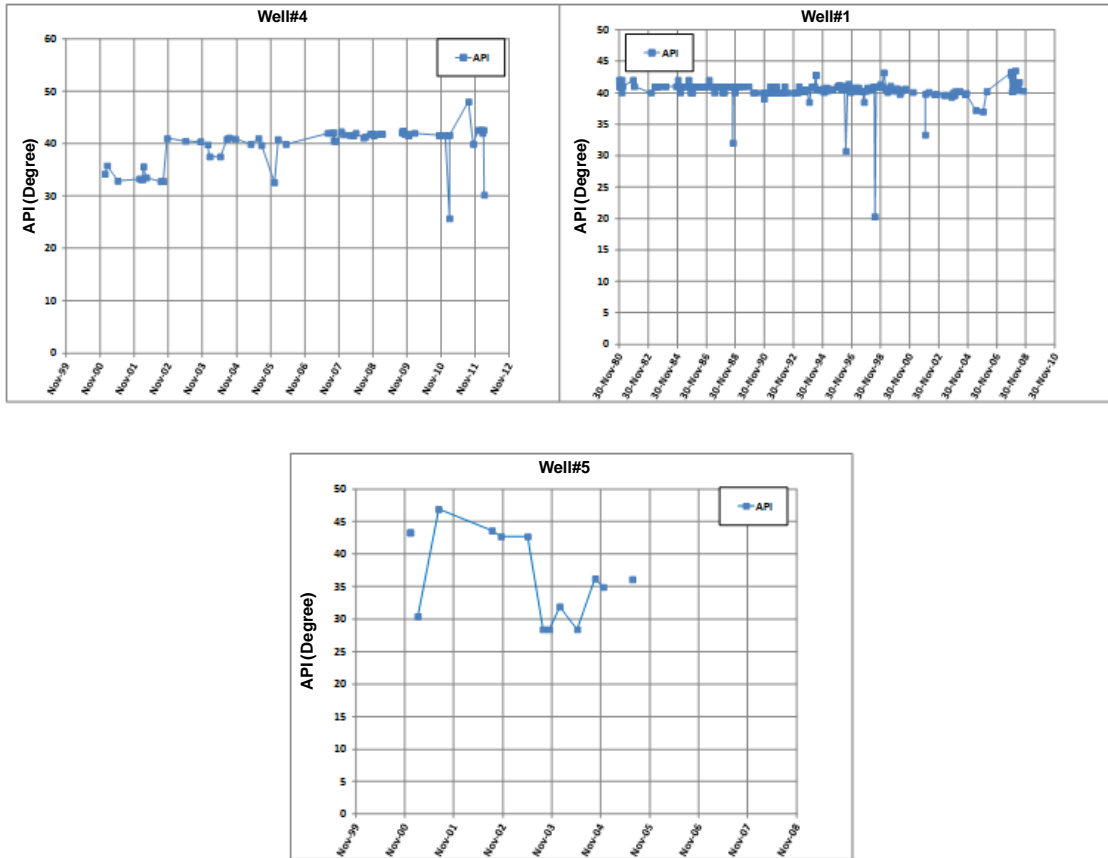 Well#4
60
50
40
30
20
10
0
API (Degree)
API
Nov-99
Nov-00
Nov-01
Nov-02
Nov-03
Nov-04
Nov-05
Nov-06
Nov-07
Nov-08
Nov-09
Nov-10
Nov-11
Nov-12
Well#1
50
45
40
35
30
25
20
15
10
5
0
API (Degree)
API
30-Nov-80
30-Nov-82
30-Nov-84
30-Nov-86
30-Nov-88
30-Nov-90
30-Nov-92
30-Nov-94
30-Nov-96
30-Nov-98
30-Nov-00
30-Nov-02
30-Nov-04
30-Nov-06
30-Nov-08
30-Nov-10
Well#5
50
45
40
35
30
25
20
15
10
5
0
API (Degree)
API
Nov-99
Nov-00
Nov-01
Nov-02
Nov-03
Nov-04
Nov-05
Nov-06
Nov-07
Nov-08